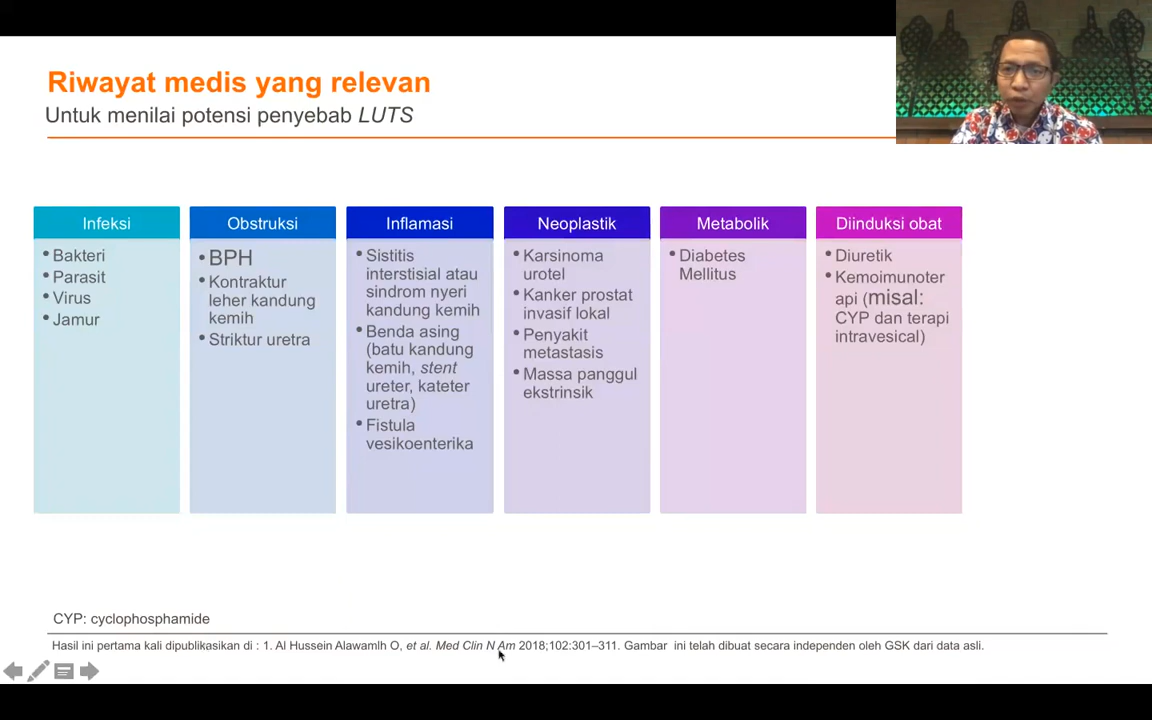 Riwayat medis yang relevan
Untuk menilai potensi penyebab LUTS
Infeksi
• Bakteri
• Parasit
• Virus
• Jamur
Obstruksi
• BPH
• Kontraktur
leher kandung
kemih
• Striktur uretra
Inflamasi
• Sistitis
interstisial atau
sindrom nyeri
kandung kemih
• Benda asing
(batu kandung
kemih, stent
ureter, kateter
uretra)
• Fistula
vesikoenterika
Neoplastik
• Karsinoma
urotel
• Kanker prostat
invasif lokal
• Penyakit
metastasis
• Massa panggul
ekstrinsik
Metabolik
• Diabetes
Mellitus
Diinduksi obat
• Diuretik
• Kemoimunoter
api (misal:
CYP dan terapi
intravesical)
CYP: cyclophosphamide
Hasil ini pertama kali dipublikasikan di : 1. Al Hussein Alawamlh O, et al. Med Clin N Am 2018;102:301–311. Gambar ini telah dibuat secara independen oleh GSK dari data asli.